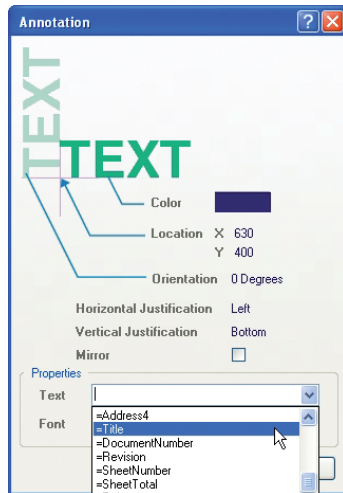 Annotation
TEXT
TEXT
Color
Location X 630
Y 400
Orientation 0 Degrees
Horizontal Justification Left
Vertical Justification Bottom
Mirror
Properties
Text
=Address4
=Title
=DocumentNumber
=Revision
=SheetNumber
=SheetTotal
Font